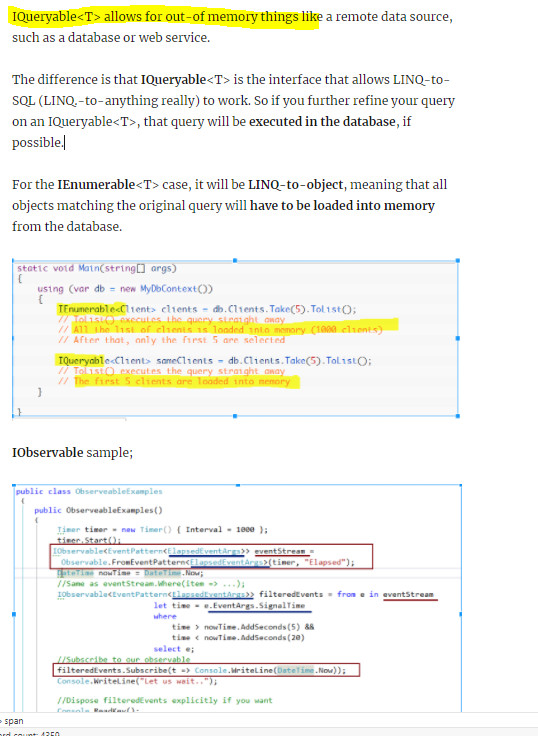 IQueryable<T> allows for out-of memory things like a remote data source,
such as a database or web service.
The difference is that IQueryable<T> is the interface that allows LINQ-to-
SQL (LINQ.-to-anything really) to work. So if you further refine your query
on an IQueryable<T>, that query will be executed in the database, if
possible.
For the IEnumerable<T> case, it will be LINQ-to-object, meaning that all
objects matching the original query will have to be loaded into memory
from the database.
static void Main(string[] args)
{
using (var db = new MyDbContext())
{
IEnumerable<Client> clients = db.Clients.Take(5).ToList();
// ToList() executes the query straight away
// All the list of clients is loaded into memory (1000 clients)
// After that, only the first 5 are selected
IQueryable<Client> sameClients = db.Clients.Take(5).ToList();
// ToList() executes the query straight away
// The first 5 clients are loaded into memory
}
}
IObservable sample;
public class ObserveableExamples
{
public ObserveableExamples()
{
Timer timer = new Timer() { Interval = 1000 };
timer.Start();
IObservable<EventPattern<ElapsedEventArgs>> eventStream =
Observable.FromEventPattern<ElapsedEventArgs>(timer, "Elapsed");
DateTime nowTime = DateTime.Now;
//Same as eventStream.Where(item => ...);
IObservable<EventPattern<ElapsedEventArgs>> filteredEvents = from e in eventStream
let time = e.EventArgs.SignalTime
where
time > nowTime.AddSeconds(5) &&
time < nowTime.AddSeconds(20)
select e;
//Subscribe to our observable
filteredEvents.Subscribe(t => Console.WriteLine(DateTime.Now));
Console.WriteLine("Let us wait..");
//Dispose filteredEvents explicitly if you want
Console.ReadKey();
> span
ord count: 4350